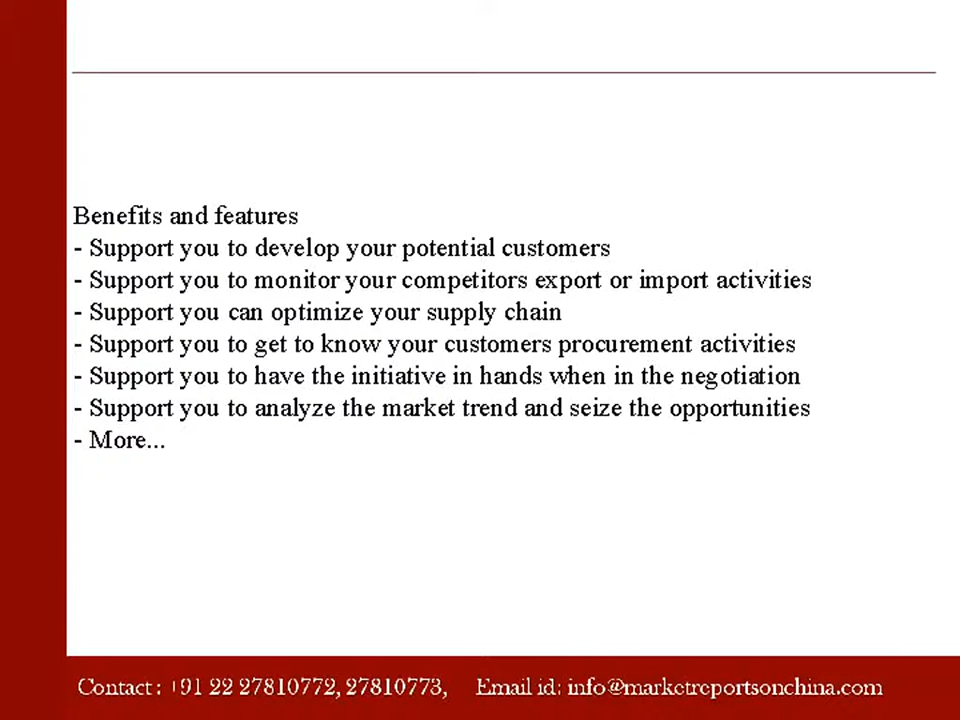 Benefits and features
- Support you to develop your potential customers
- Support you to monitor your competitors export or import activities
- Support you can optimize your supply chain
- Support you to get to know your customers procurement activities
- Support you to have the initiative in hands when in the negotiation
- Support you to analyze the market trend and seize the opportunities
- More...
Contact : +91 22 27810772, 27810773, Email id: info@marketreportsonchina.com